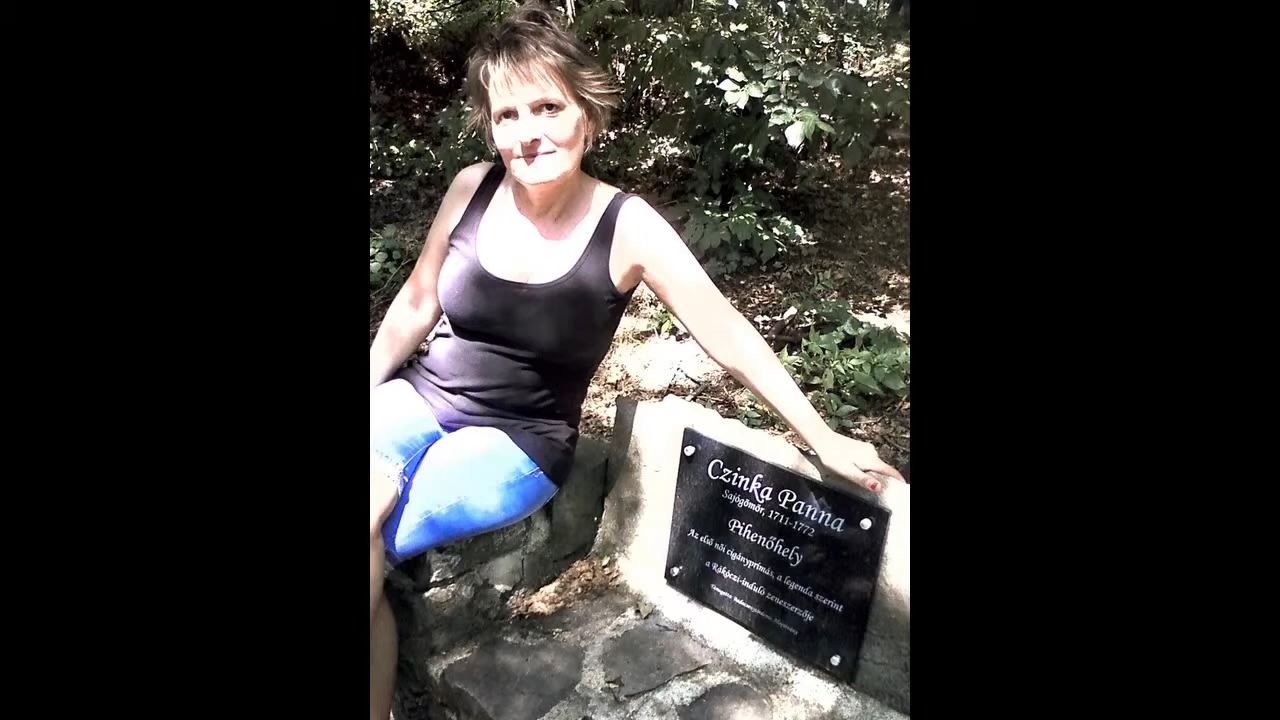 Czinka Panna
Sajógömör, 1711-1772
Pihenőhely
Az első női cigányprímás, a legenda szerint
a Rákóczi-induló zeneszerzője